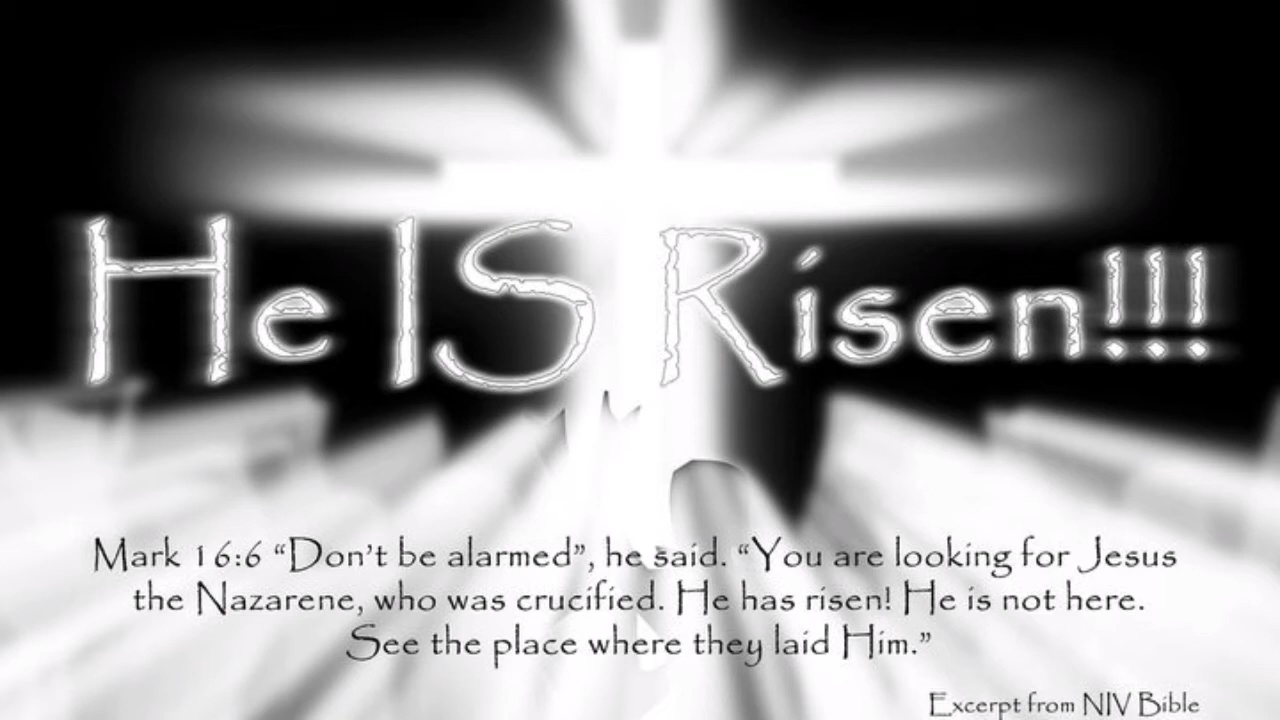 He IS Risen!!!
Mark 16:6 “Don’t be alarmed”, he said. “You are looking for Jesus
the Nazarene, who was crucified. He has risen! He is not here.
See the place where they laid Him.”
Excerpt from NIV Bible